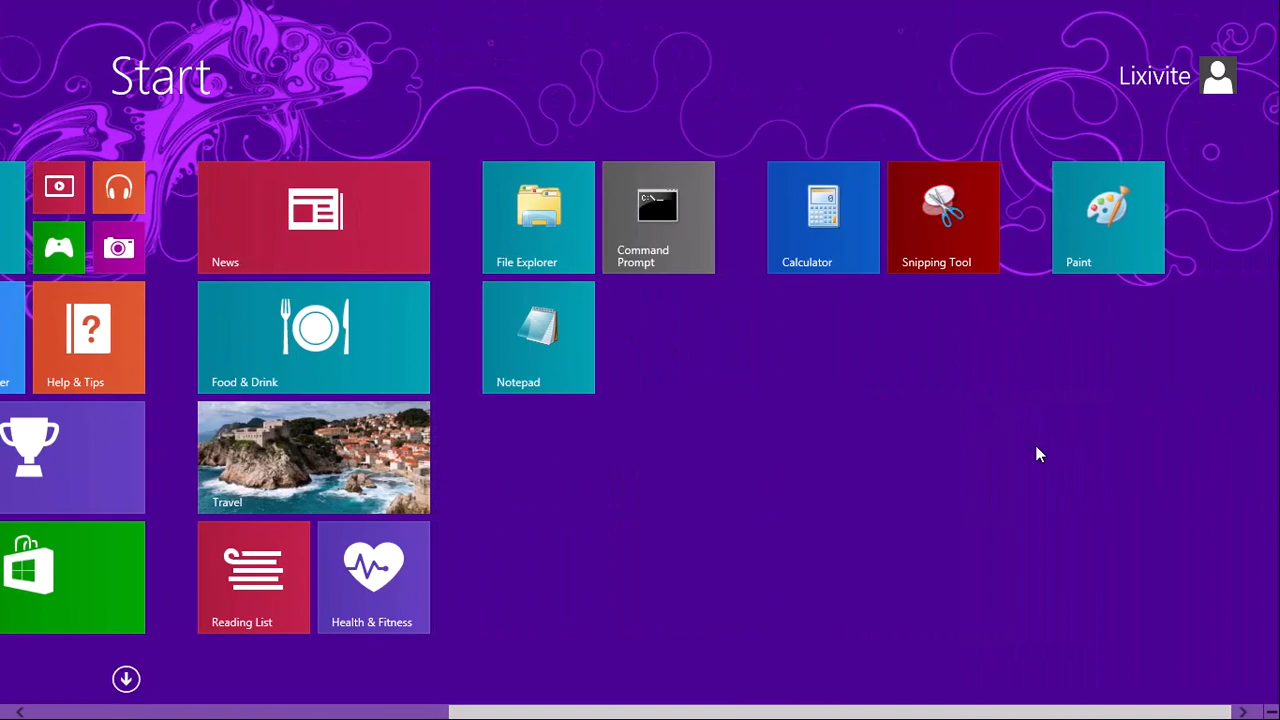 Start
Lixivite
News
File Explorer
C:\._
Command
Prompt
Calculator
Snipping Tool
Paint
er
Help & Tips
Food & Drink
Notepad
Travel
Reading List
Health & Fitness